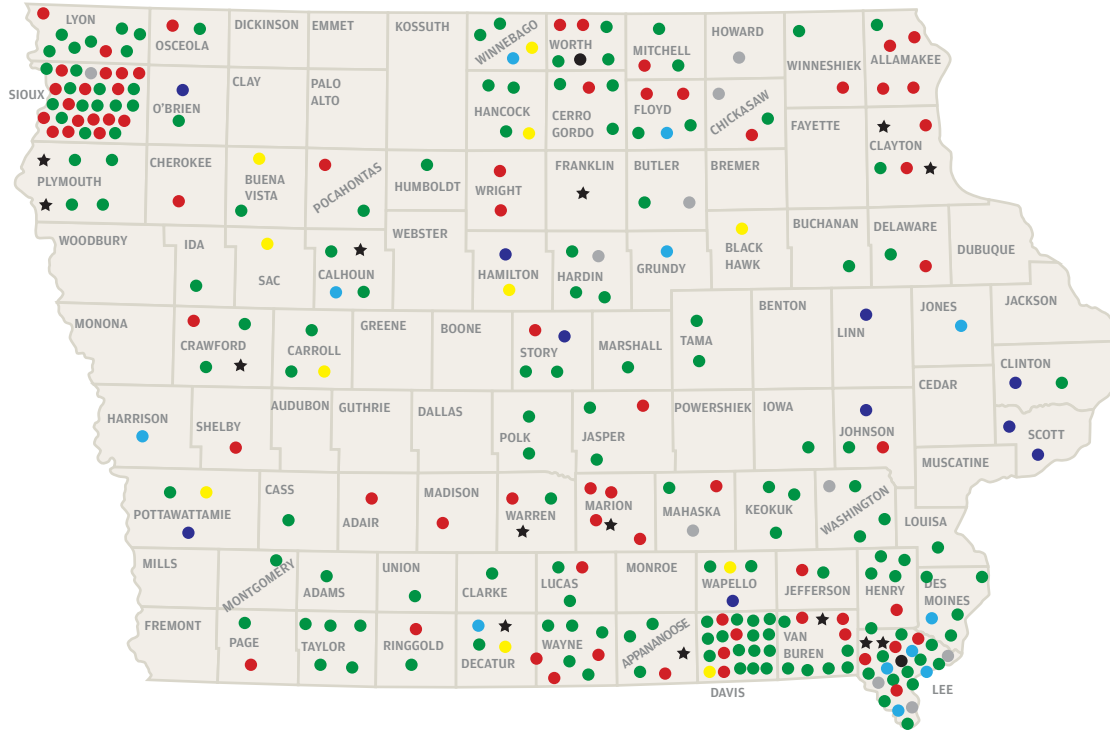 LYON
OSCEOLA
DICKINSON
EMMET
KOSSUTH
WINNEBAGO
WORTH
MITCHELL
HOWARD
WINNESHIEK
ALLAMAKEE
SIOUX
O'BRIEN
CLAY
PALO
ALTO
HANCOCK
CERRO
GORDO
FLOYD
CHICKASAW
FAYETTE
CLAYTON
PLYMOUTH
CHEROKEE
BUENA
VISTA
POCAHONTAS
HUMBOLDT
WRIGHT
FRANKLIN
BUTLER
BREMER
WOODBURY
IDA
SAC
CALHOUN
WEBSTER
HAMILTON
HARDIN
GRUNDY
BLACK
HAWK
BUCHANAN
DELAWARE
DUBUQUE
MONONA
CRAWFORD
CARROLL
GREENE
BOONE
STORY
MARSHALL
TAMA
BENTON
LINN
JONES
JACKSON
CLINTON
CEDAR
HARRISON
SHELBY
AUDUBON
GUTHRIE
DALLAS
POLK
JASPER
POWERSHIEK
IOWA
JOHNSON
SCOTT
MUSCATINE
POTTAWATTAMIE
CASS
ADAIR
MADISON
WARREN
MARION
MAHASKA
KEOKUK
WASHINGTON
LOUISA
MILLS
MONTGOMERY
ADAMS
UNION
CLARKE
LUCAS
MONROE
WAPELLO
JEFFERSON
HENRY
DES
MOINES
FREMONT
PAGE
TAYLOR
RINGGOLD
DECATUR
WAYNE
APPANANOOSE
DAVIS
VAN
BUREN
LEE